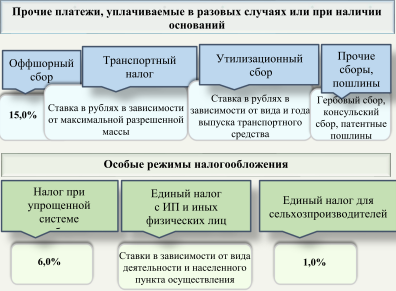 Прочие платежи, уплачиваемые в разовых случаях или при наличии
оснований
Оффшорный
сбор
Транспортный
налог
Утилизационный
сбор
Прочие
сборы,
пошлины
15,0%
Ставка в рублях в зависимости
от максимальной разрешенной
массы
Ставка в рублях в
зависимости от вида и года
выпуска транспортного
средства
Гербовый сбор,
консульский
сбор, патентные
пошлины
Особые режимы налогообложения
Налог при
упрощенной
системе
Единый налог
с ИП и иных
физических лиц
Единый налог для
сельхозпроизводителей
6,0%
Ставки в зависимости от вида
деятельности и населенного
пункта осуществления
1,0%